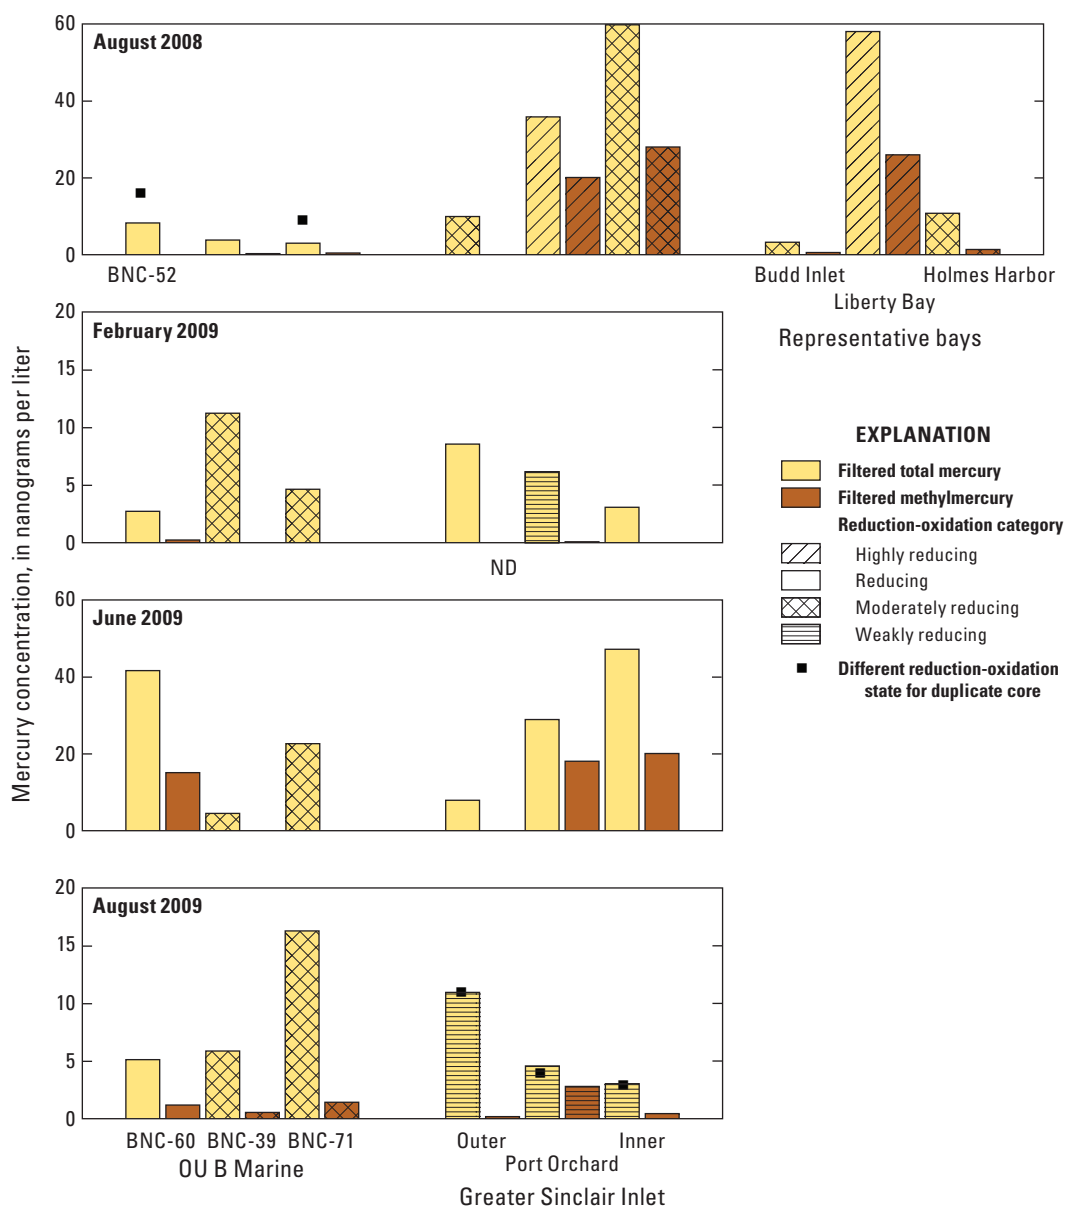 Mercury concentration, in nanograms per liter
August 2008
60
40
20
0
BNC-52
Budd Inlet
Holmes Harbor
Liberty Bay
Representative bays
February 2009
20
15
10
5
0
ND
EXPLANATION
Filtered total mercury
Filtered methylmercury
Reduction-oxidation category
Highly reducing
Reducing
Moderately reducing
Weakly reducing
Different reduction-oxidation
state for duplicate core
June 2009
60
40
20
0
August 2009
20
15
10
5
0
BNC-60 BNC-39 BNC-71
OU B Marine
Outer
Inner
Port Orchard
Greater Sinclair Inlet